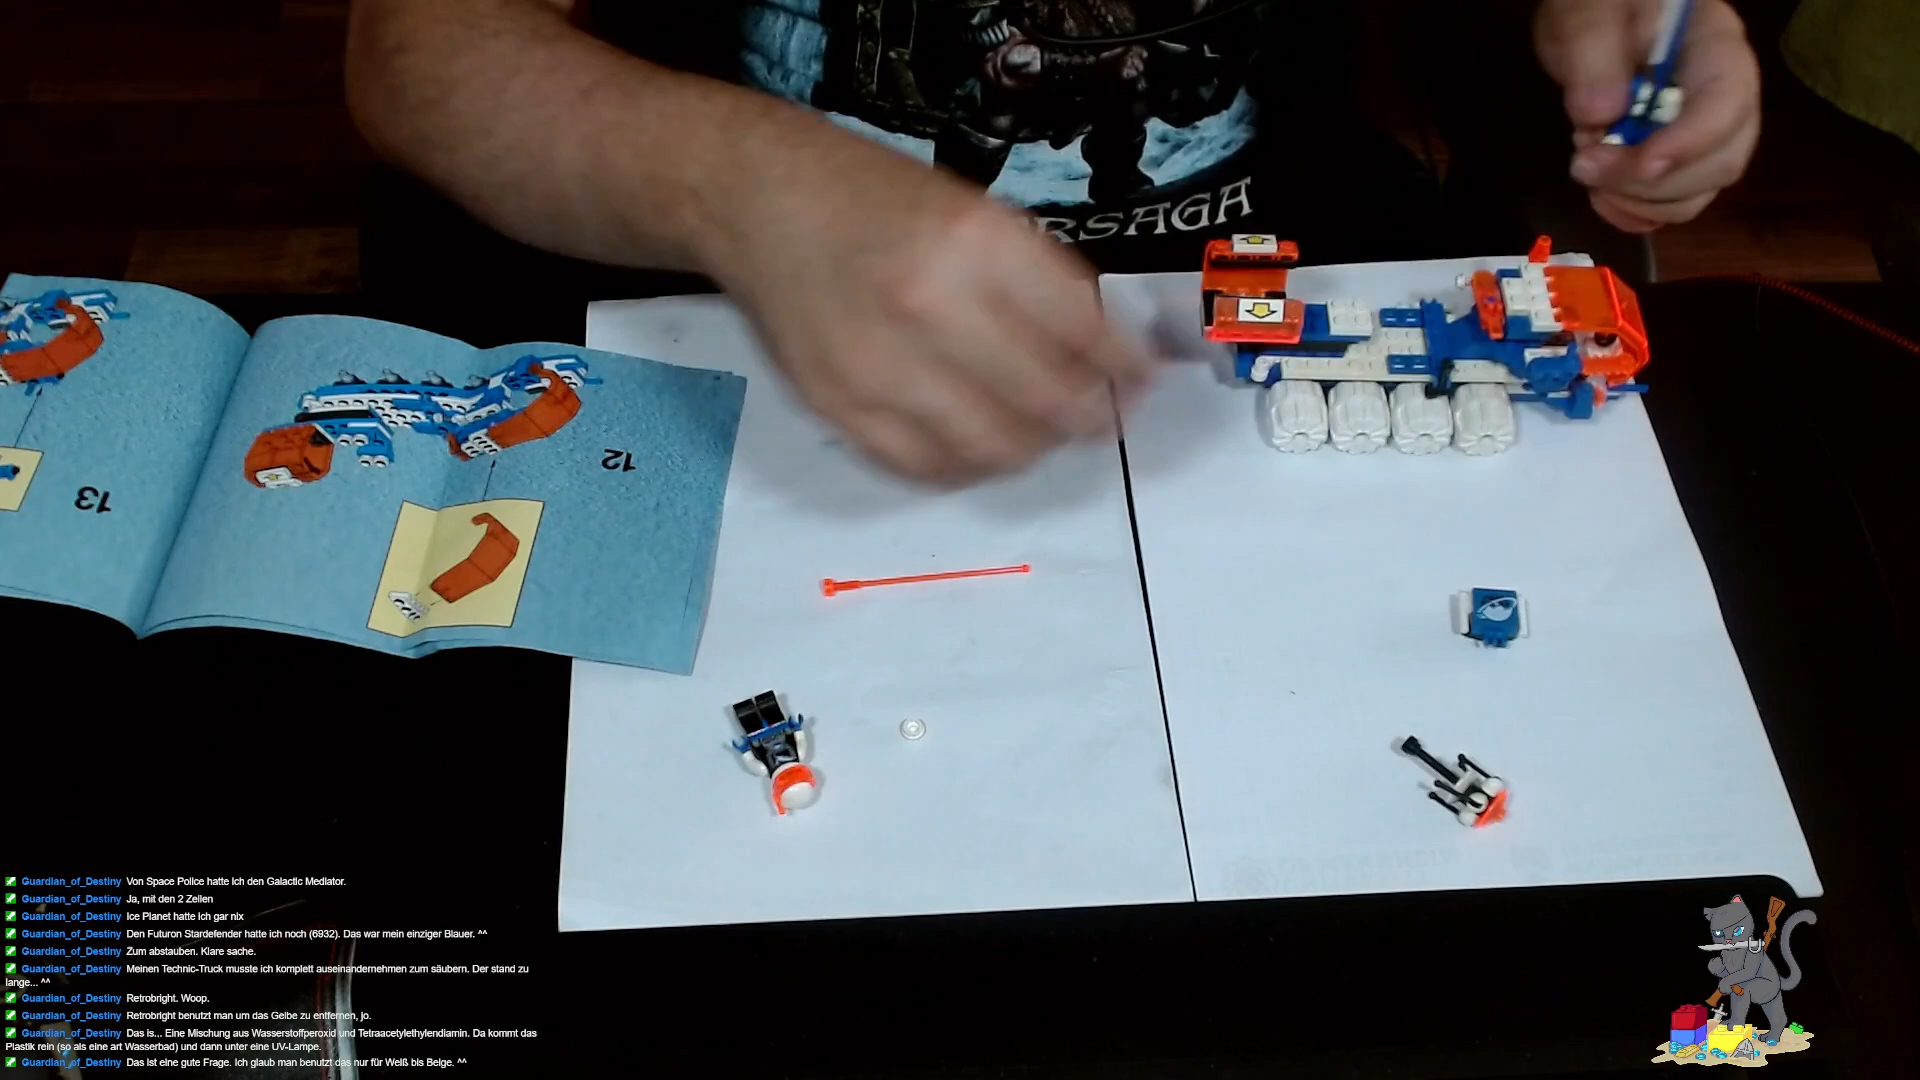 RSAGA
12
13
Guardian_of_Destiny Von Space Police hatte ich den Galactic Mediator.
Guardian_of_Destiny Ja, mit den 2 Zellen
Guardian_of_Destiny Ice Planet hatte ich gar nix
Guardian_of_Destiny Den Futuron Stardefender hatte ich noch (6932). Das war mein einziger Blauer. ^^
Guardian_of_Destiny Zum abstauben. Klare sache.
Guardian_of_Destiny Meinen Technic-Truck musste ich komplett auseinandernehmen zum säubern. Der stand zu
lange... ^^
Guardian_of_Destiny Retrobright. Woop.
Guardian_of_Destiny Retrobright benutzt man um das Gelbe zu entfernen, jo.
Guardian_of_Destiny Das is... Eine Mischung aus Wasserstoffperoxid und Tetraacetylethylendiamin. Da kommt das
Plastik rein (so als eine art Wasserbad) und dann unter eine UV-Lampe.
Guardian_of_Destiny Das ist eine gute Frage. Ich glaub man benutzt das nur für Weiß bis Beige. ^^